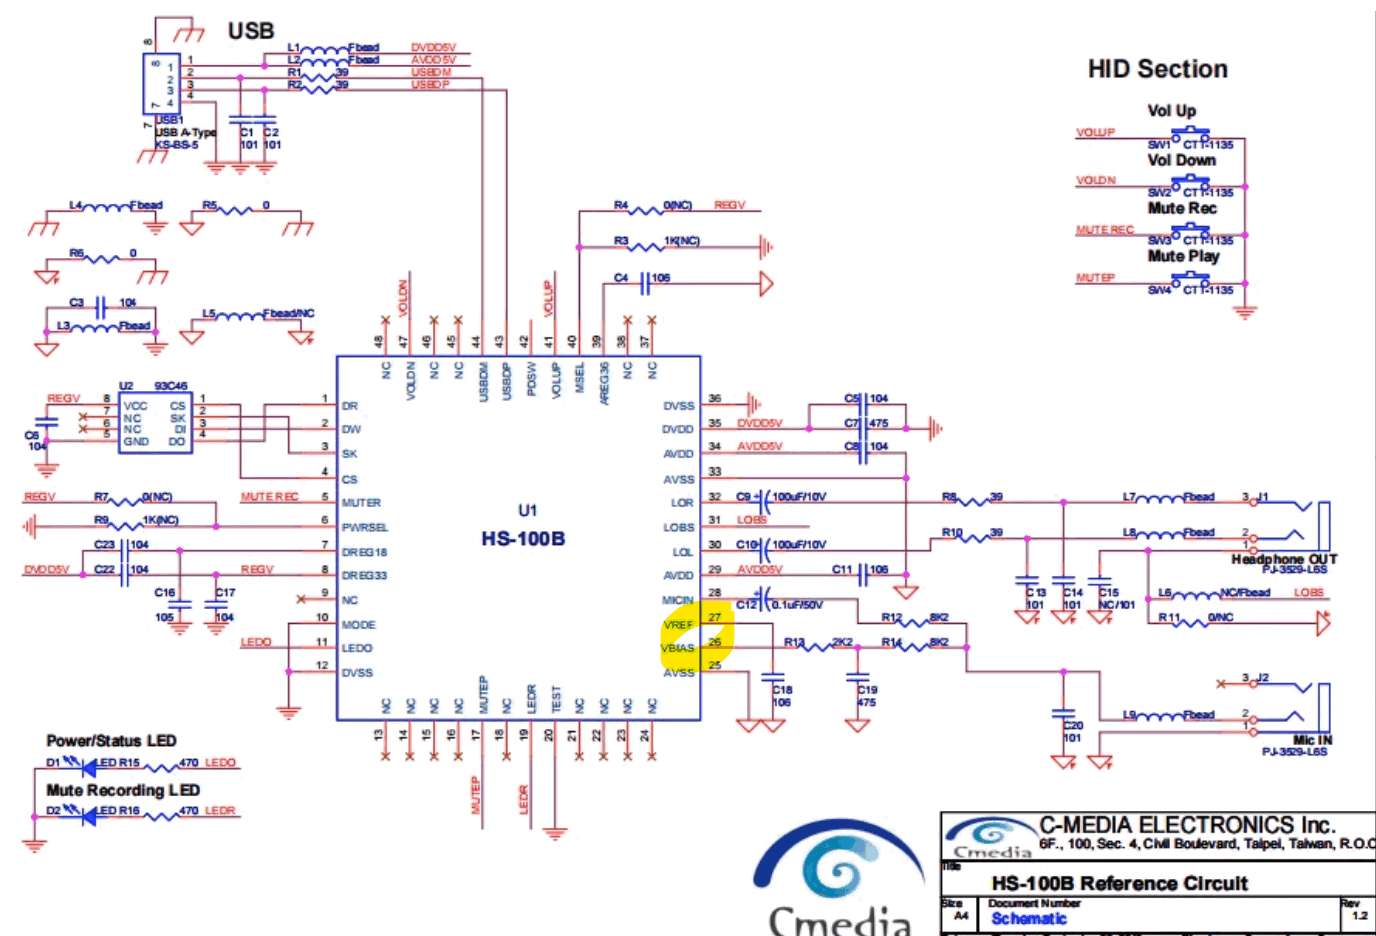 USB
HID Section
8
8
1
2
3
4
1
2
3
4
7
7
USB1
USB A-Type
KS-BS-5
L1 Fbead DVDD5V
L2 Fbead AVDD5V
R1 39 USBDM
R2 39 USBDP
C1
101
C2
101
Vol Up
VOLUP
SW1 CTT-1135
Vol Down
VOLDN
SW2 CTT-1135
Mute Rec
MUTE REC
SW3 CTT-1135
Mute Play
MUTEP
SW4 CTT-1135
L4 Fbead
R5 0
R6 0
C3 104
L3 Fbead
L5 Fbead/NC
R4 0(NC) REGV
R3 1K(NC)
C4 106
VOLDN
VOLUP
48 47 46 45 44 43 42 41 40 39 38 37
NC VOLDN NC NC USBDM USBDP PDSW VOLUP MSEL AREG36 NC NC
U2 93C46
REGV
8 VCC CS 1
7 NC SK 2
6 NC DI 3
5 GND DO 4
C6
104
1 DR
2 DW
3 SK
4 CS
MUTE REC 5 MUTER
6 PWRSEL
7 DREG18
REGV 8 DREG33
9 NC
10 MODE
LEDO 11 LEDO
12 DVSS
REGV R7 0(NC)
R9 1K(NC)
C23 104
DVDD5V C22 104
C16
105
C17
104
U1
HS-100B
DVSS 36
DVDD 35 DVDD5V
AVDD 34 AVDD5V
AVSS 33
LOR 32
LOBS 31 LOBS
LOL 30
AVDD 29 AVDD5V
MICIN 28
VREF 27
VBIAS 26
AVSS 25
C5 104
C7 475
C8 104
C9 100uF/10V
C10 100uF/10V
C11 106
C12 0.1uF/50V
R8 39
R10 39
L7 Fbead 3 J1
L8 Fbead 2
1
Headphone OUT
PJ-3529-L6S
C13
101
C14
101
C15
NC/101
L6 NC/Fbead LOBS
R11 0/NC
R12 8K2
R13 2K2 R14 8K2
C18
106
C19
475
C20
101
3 J2
L9 Fbead 2
1
Mic IN
PJ-3529-L6S
NC NC NC NC MUTEP NC LEDR TEST NC NC NC NC
13 14 15 16 17 18 19 20 21 22 23 24
MUTEP
LEDR
Power/Status LED
D1 LED R15 470 LEDO
Mute Recording LED
D2 LED R16 470 LEDR
Cmedia
Cmedia
C-MEDIA ELECTRONICS Inc.
6F., 100, Sec. 4, Civil Boulevard, Taipei, Taiwan, R.O.C
Title
HS-100B Reference Circuit
Size
A4
Document Number
Schematic
Rev
1.2